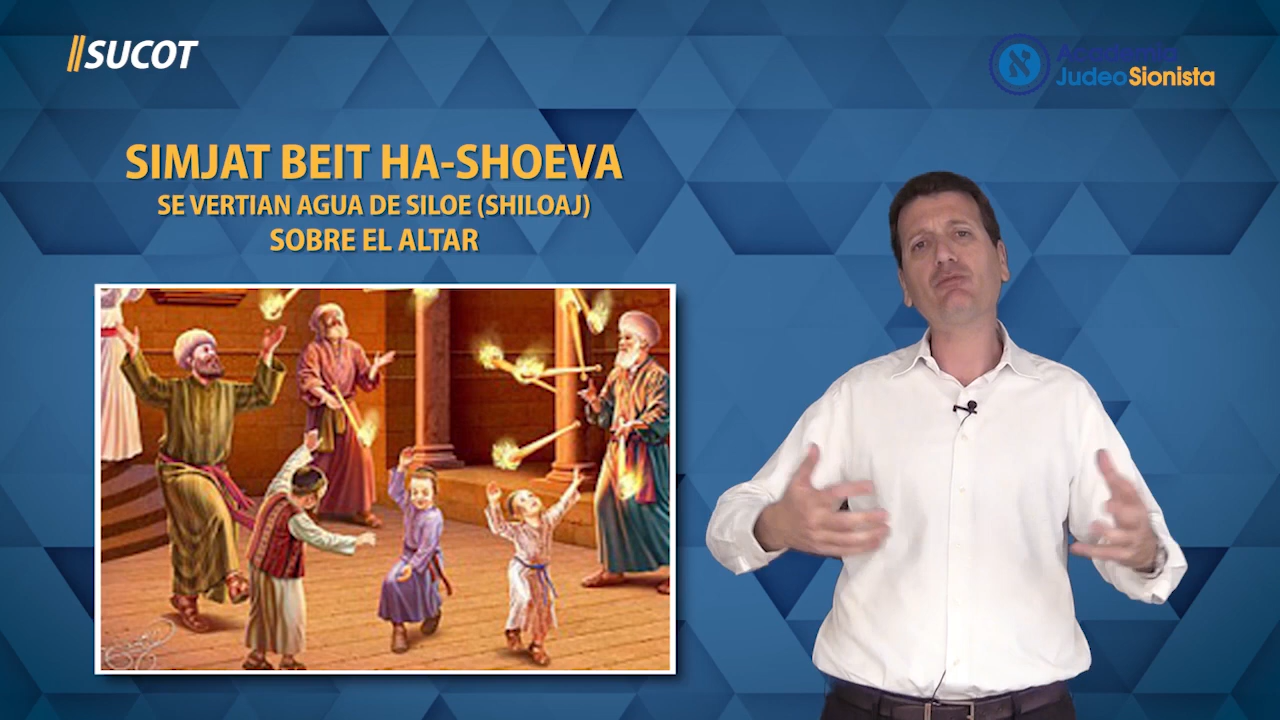 //SUCOT
Academia
JudeoSionista
SIMJAT BEIT HA-SHOEVA
SE VERTIAN AGUA DE SILOE (SHILOAJ)
SOBRE EL ALTAR